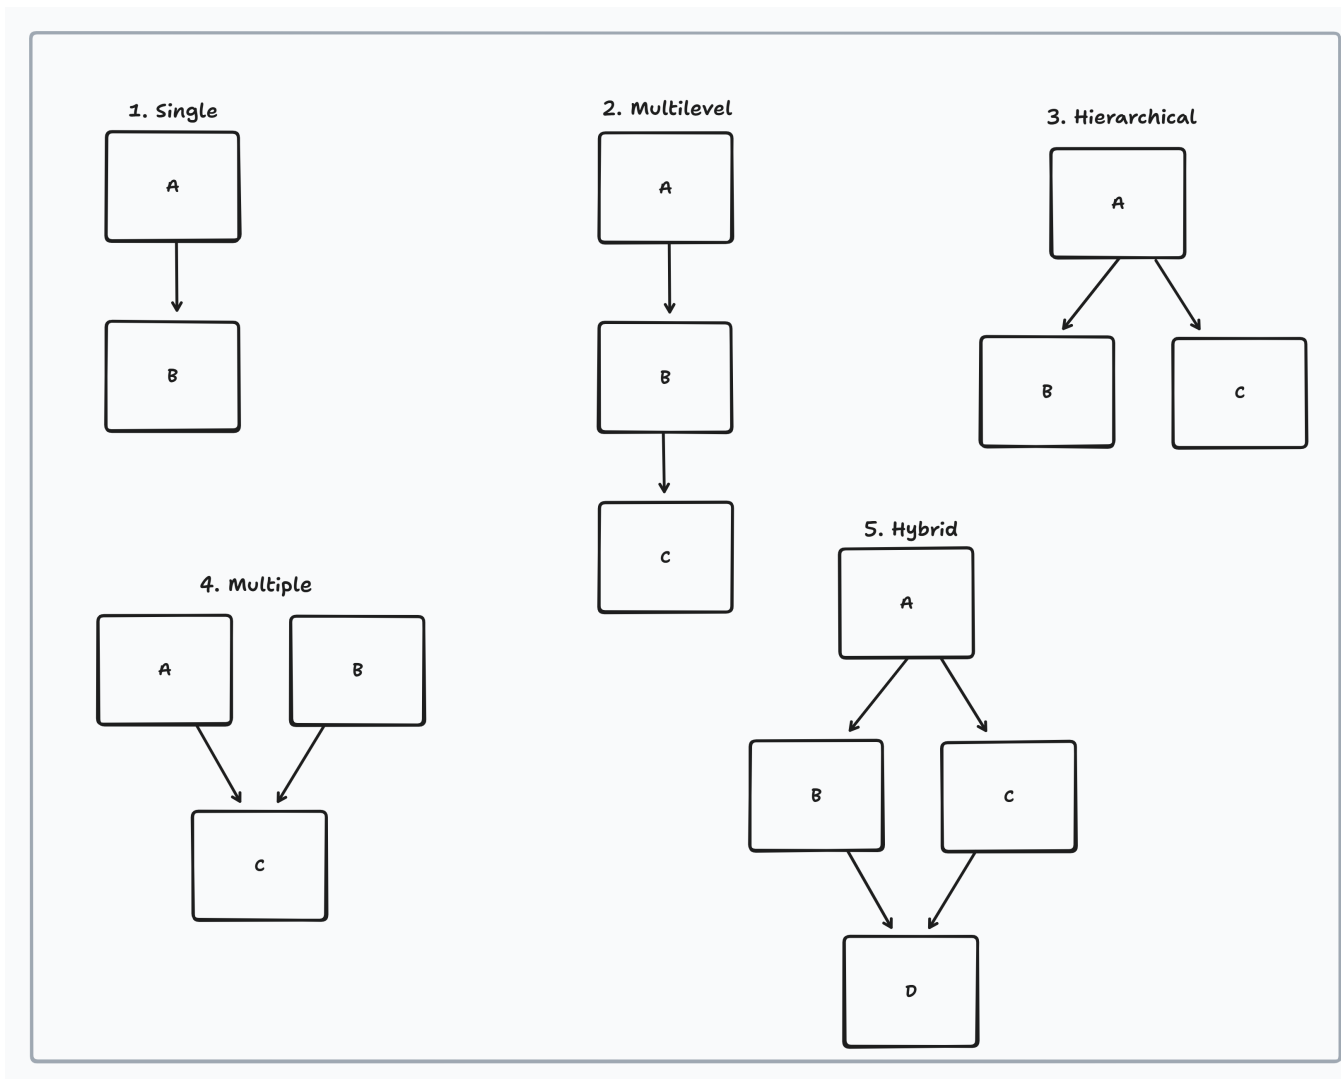 1. Single
A
B
2. Multilevel
A
B
C
3. Hierarchical
A
B
C
4. Multiple
A
B
C
5. Hybrid
A
B
C
D